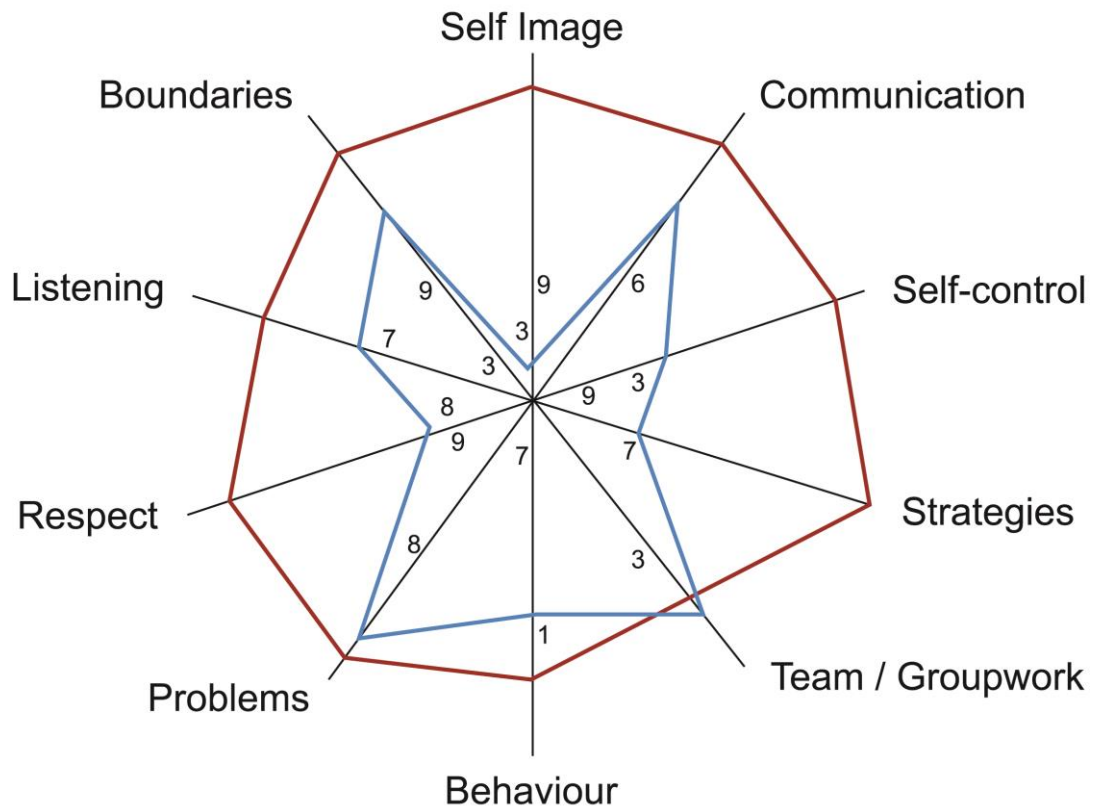 Self Image
Boundaries
Communication
Listening
Self-control
9
9
6
3
7
3
3
9
8
9
7
7
Respect
Strategies
8
3
1
Problems
Team / Groupwork
Behaviour